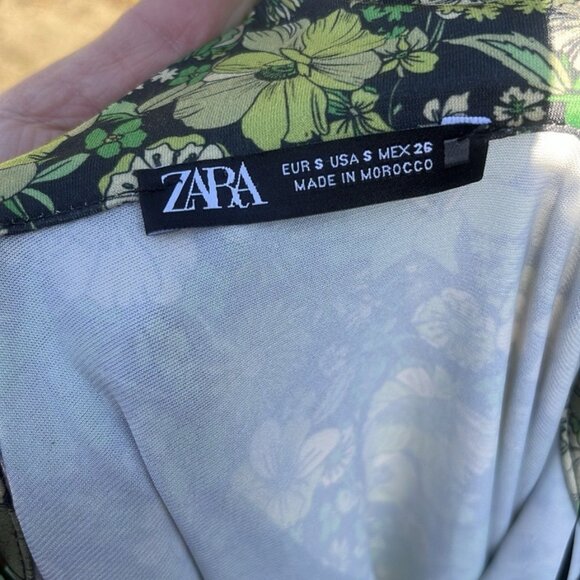 ZARA
EUR S USA S MEX 26
MADE IN MOROCCO